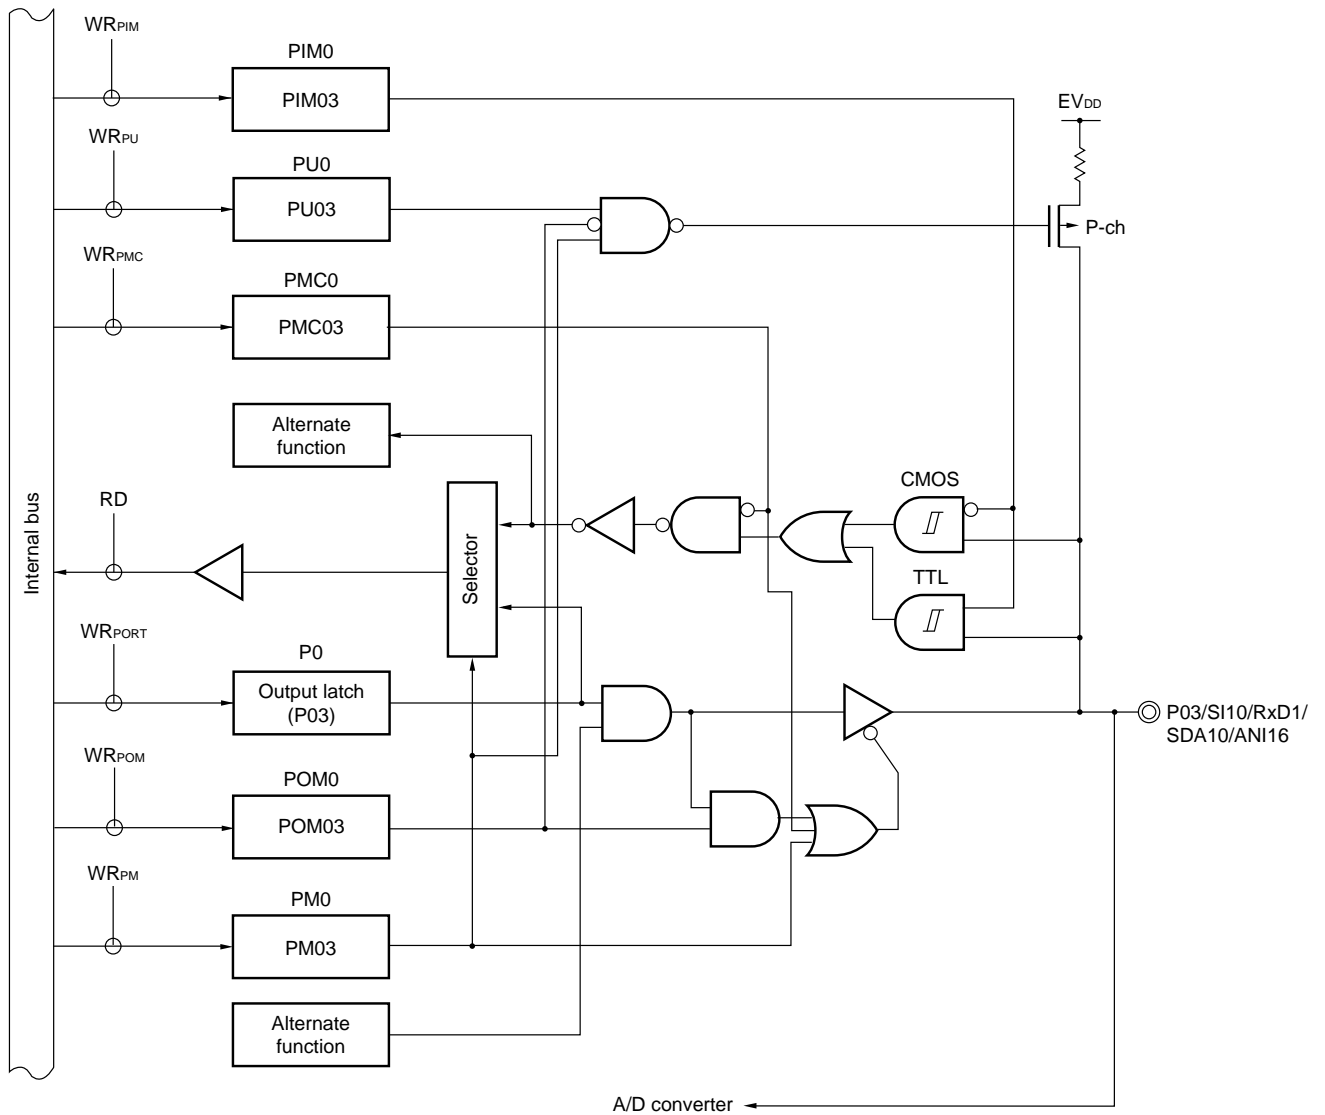 WRPIM
PIM0
PIM03
EVDD
WRPU
PU0
PU03
P-ch
WRPMC
PMC0
PMC03
Alternate
function
CMOS
RD
Internal bus
Selector
TTL
WRPORT
P0
Output latch
(P03)
P03/SI10/RxD1/
SDA10/ANI16
WRPOM
POM0
POM03
WRPM
PM0
PM03
Alternate
function
A/D converter